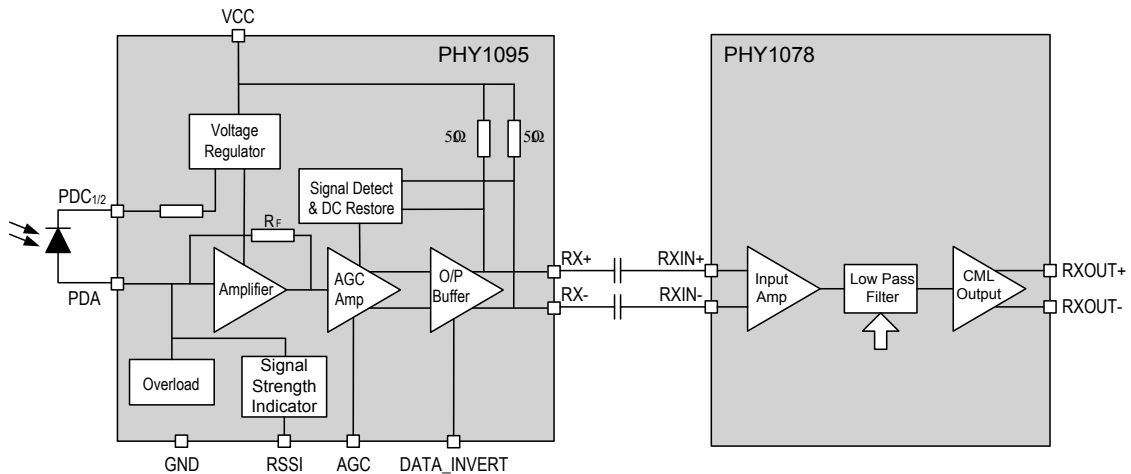 VCC
PHY1095
PHY1078
Voltage
Regulator
50Ω
50Ω
PDC1/2
Signal Detect
& DC Restore
RF
RX+
RXIN+
AGC
Amp
O/P
Buffer
Input
Amp
Low Pass
Filter
CML
Output
RXOUT+
Amplifier
PDA
RX-
RXIN-
RXOUT-
Overload
Signal
Strength
Indicator
GND
RSSI
AGC
DATA_INVERT